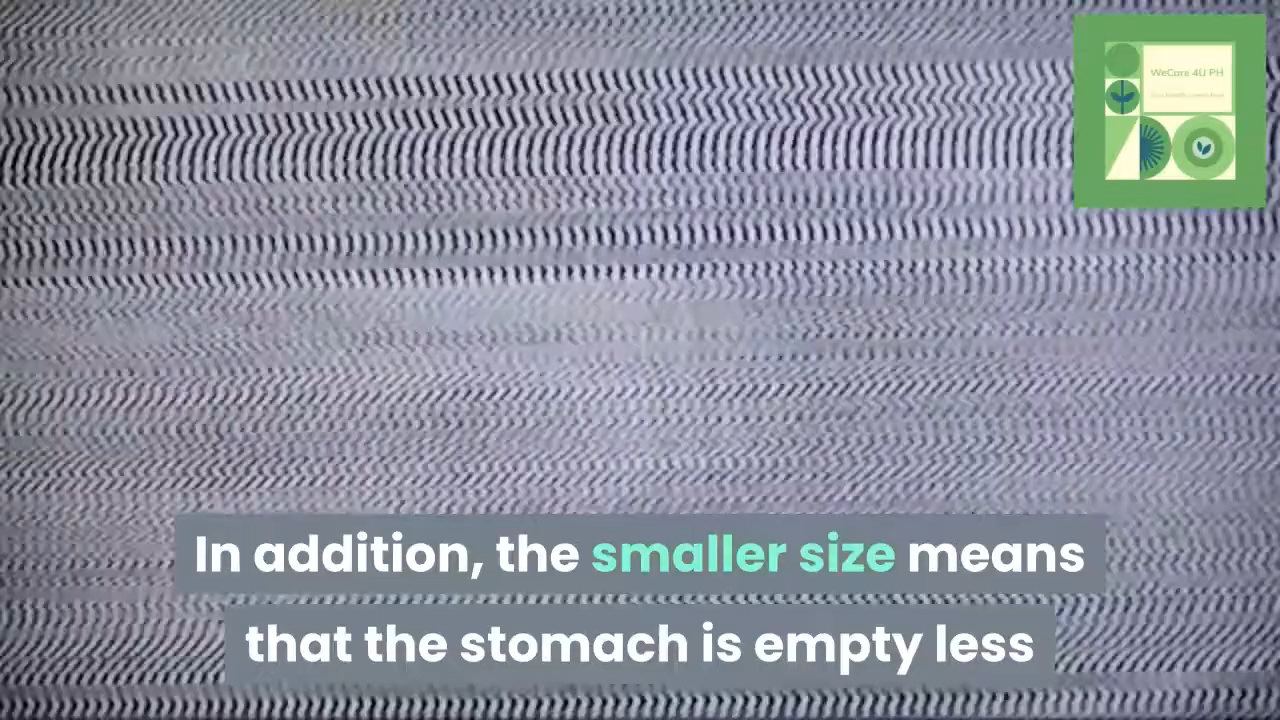 WeCare 4U PH
In addition, the smaller size means
that the stomach is empty less